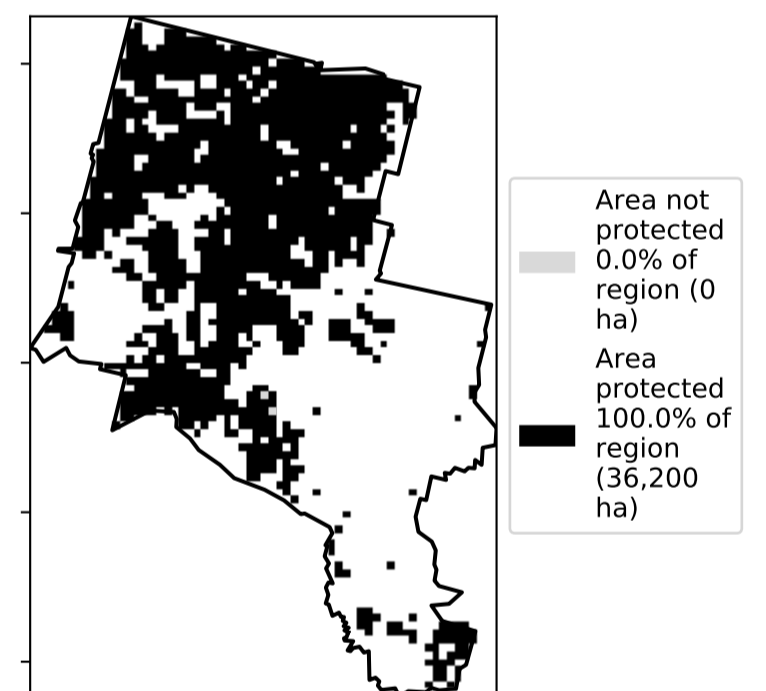 Area not
protected
0.0% of
region (0
ha)
Area
protected
100.0% of
region
(36,200
ha)